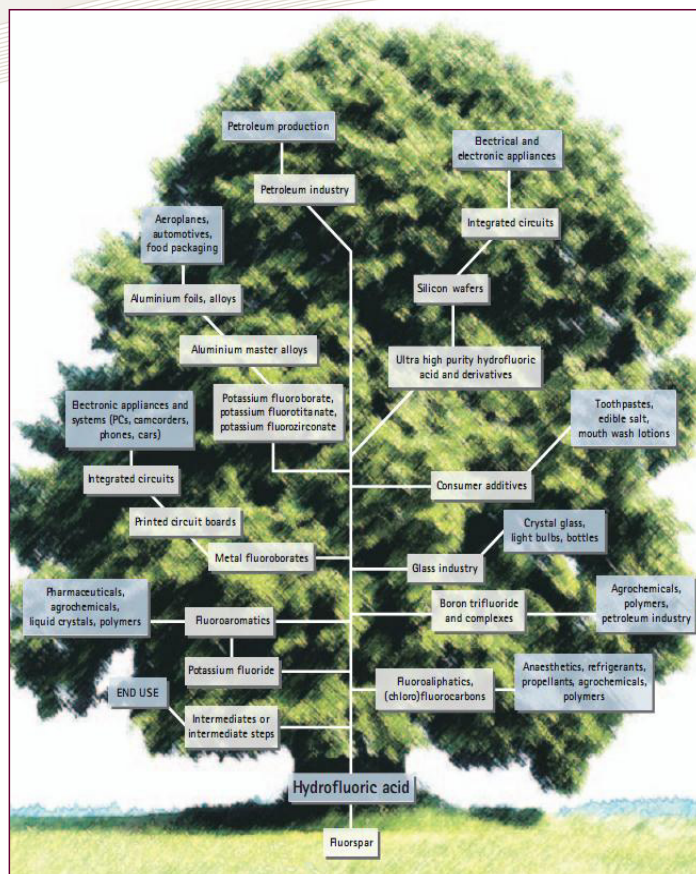 Petroleum production
Petroleum industry
Electrical and
electronic appliances
Integrated circuits
Silicon wafers
Ultra high purity hydrofluoric
acid and derivatives
Aeroplanes,
automotives,
food packaging
Aluminium foils, alloys
Aluminium master alloys
Potassium fluoroborate,
potassium fluorotitanate,
potassium fluorozirconate
Toothpastes,
edible salt,
mouth wash lotions
Consumer additives
Electronic appliances and
systems (PCs, camcorders,
phones, cars)
Integrated circuits
Printed circuit boards
Metal fluoroborates
Crystal glass,
light bulbs, bottles
Glass industry
Pharmaceuticals,
agrochemicals,
liquid crystals, polymers
Fluoroaromatics
Potassium fluoride
Boron trifluoride
and complexes
Agrochemicals,
polymers,
petroleum industry
Fluoroaliphatics,
(chloro)fluorocarbons
Anaesthetics, refrigerants,
propellants, agrochemicals,
polymers
END USE
Intermediates or
intermediate steps
Hydrofluoric acid
Fluorspar